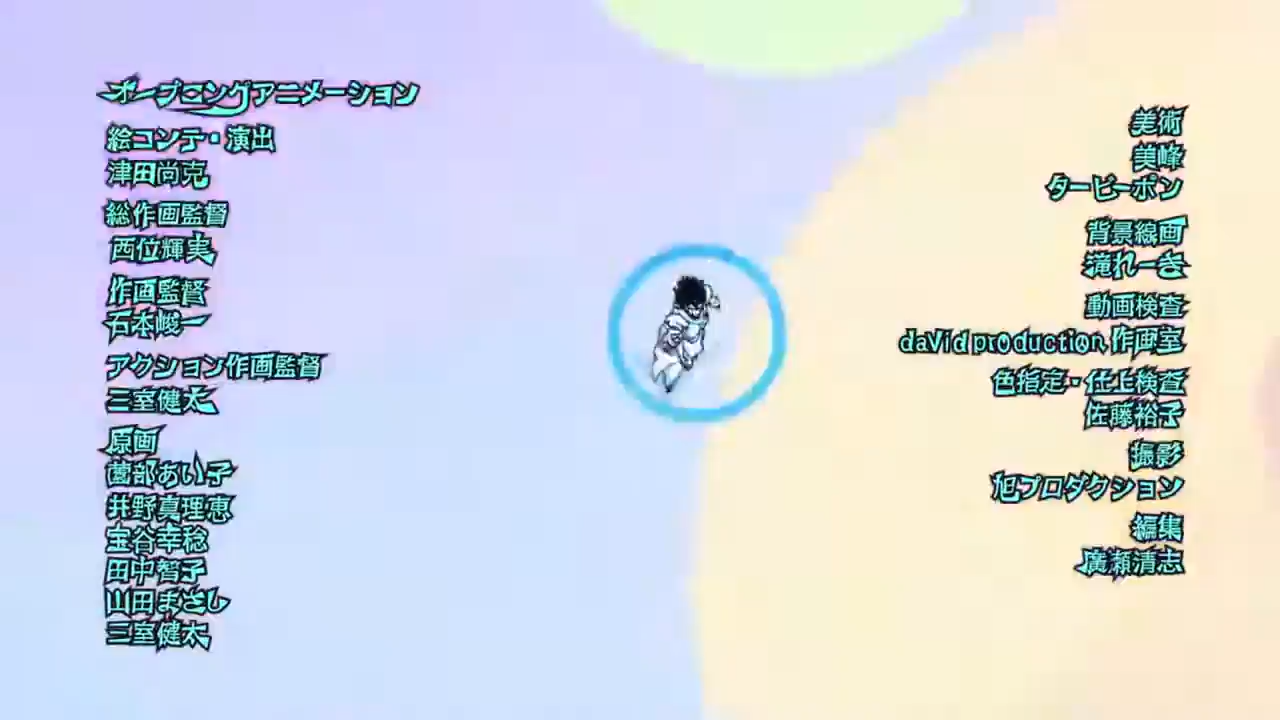 オープニングアニメーション
絵コンテ・演出
津田尚克
総作画監督
西位輝実
作画監督
石本峻一
アクション作画監督
三室健太
原画
薗部あい子
井野真理恵
宝谷幸稔
田中智子
山田まさし
三室健太
美術
美峰
ターピーポン
背景線画
滝れーき
動画検査
david production 作画室
色指定・仕上検査
佐藤裕子
撮影
旭プロダクション
編集
廣瀬清志